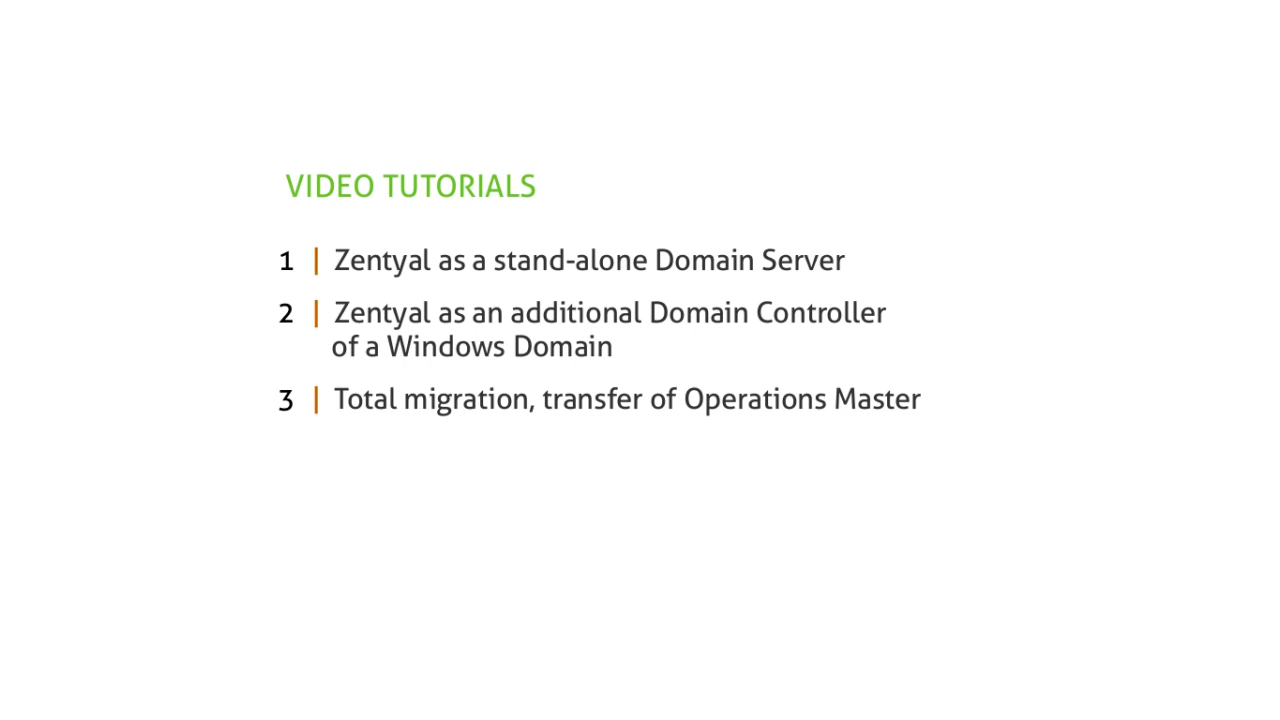 VIDEO TUTORIALS
1 | Zentyal as a stand-alone Domain Server
2 | Zentyal as an additional Domain Controller
of a Windows Domain
3 | Total migration, transfer of Operations Master